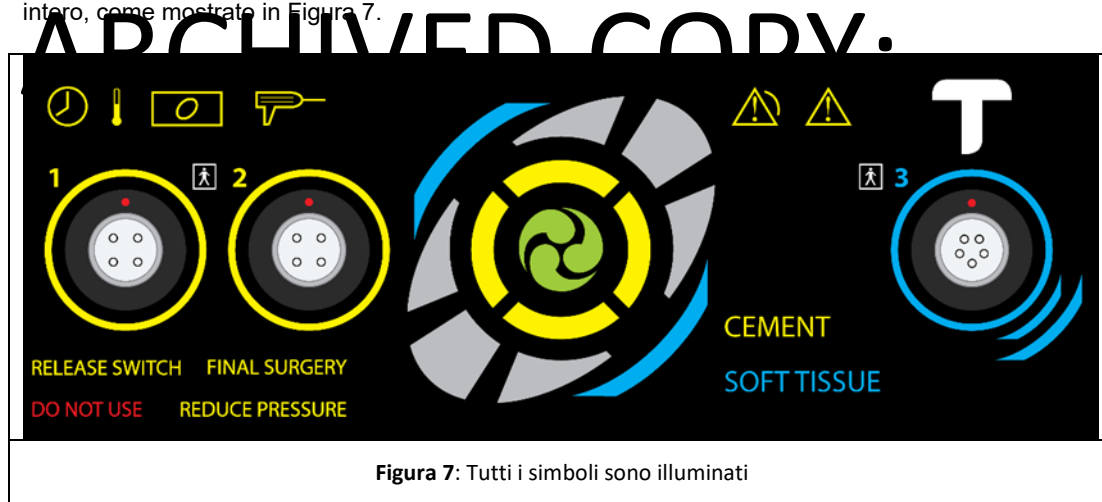 intero, come mostrato in Figura 7.
ARCHIVED COPY:
1
2
3
T
RELEASE SWITCH FINAL SURGERY
DO NOT USE REDUCE PRESSURE
CEMENT
SOFT TISSUE
Figura 7: Tutti i simboli sono illuminati